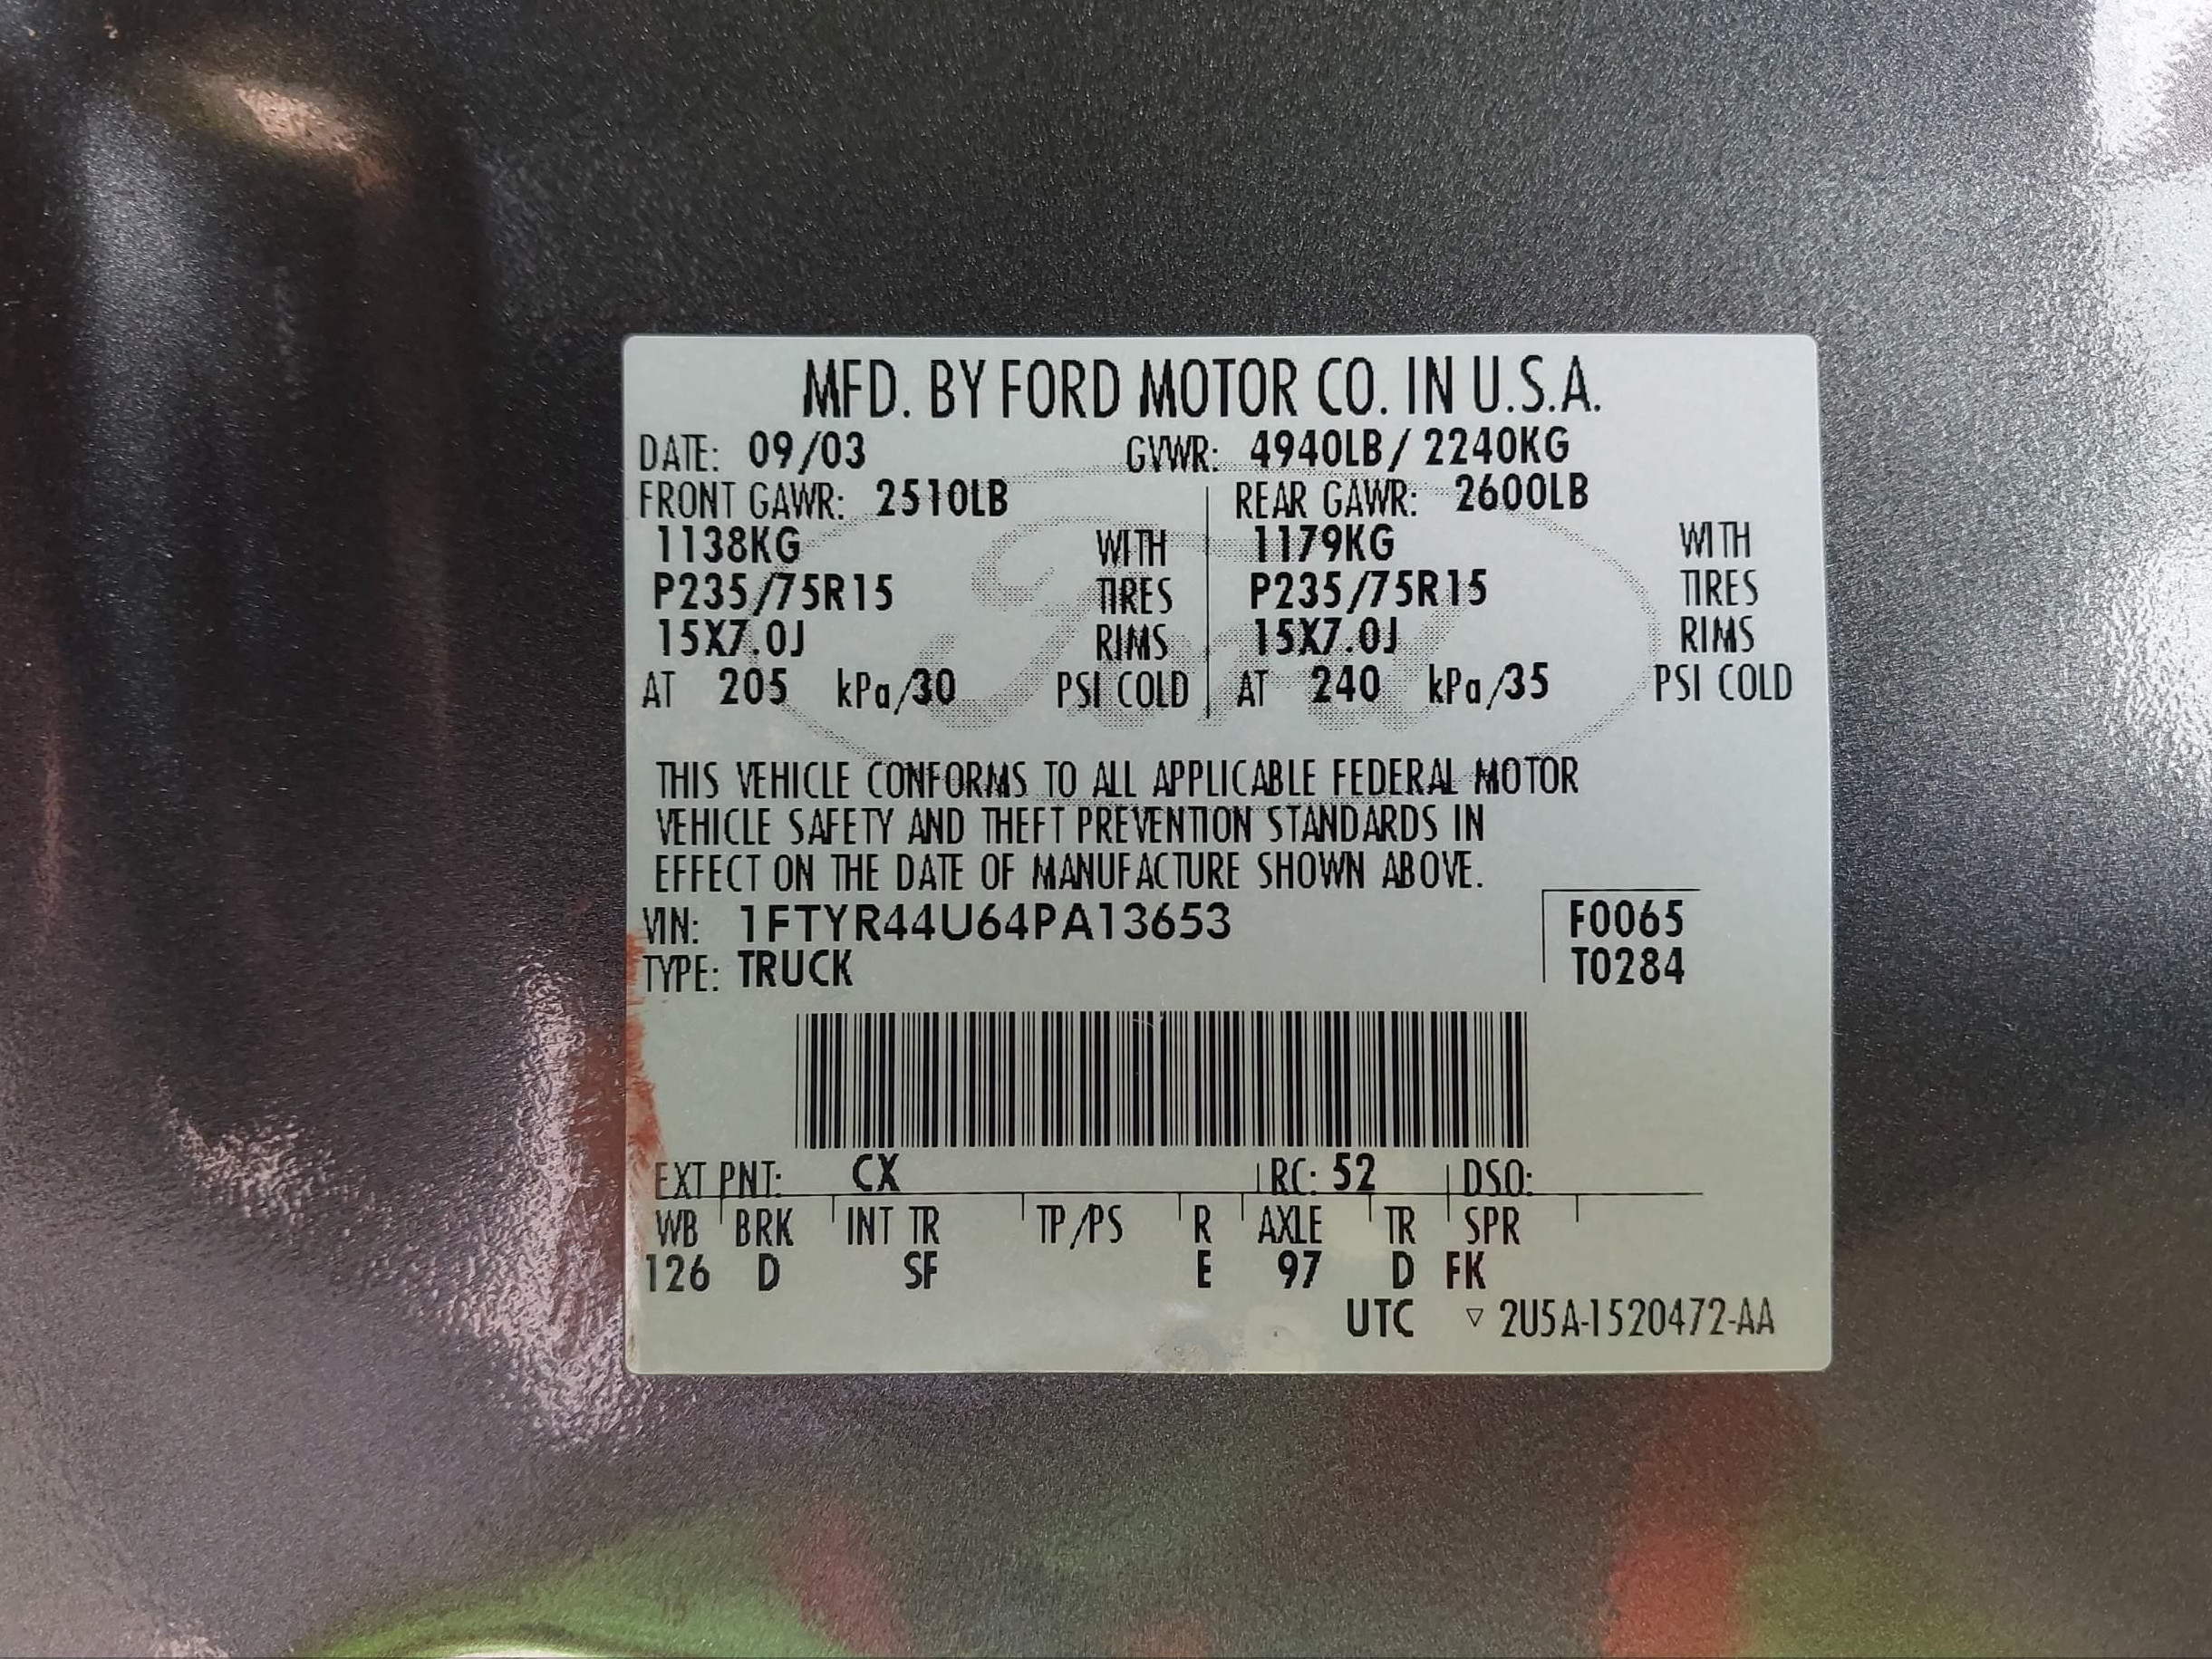 MFD. BY FORD MOTOR CO. IN U.S.A.
DATE: 09/03 GVWR: 4940LB/ 2240KG
FRONT GAWR: 2510LB REAR GAWR: 2600LB
1138KG WITH 1179KG WITH
P235/75R15 TIRES P235/75R15 TIRES
15X7.0J RIMS 15X7.0J RIMS
AT 205 kPa/30 PSI COLD AT 240 kPa/35 PSI COLD
Ford
THIS VEHICLE CONFORMS TO ALL APPLICABLE FEDERAL MOTOR
VEHICLE SAFETY AND THEFT PREVENTION STANDARDS IN
EFFECT ON THE DATE OF MANUFACTURE SHOWN ABOVE.
VIN: 1FTYR44U64PA13653 F0065
TYPE: TRUCK T0284
EXT PNT: CX RC: 52 DSO:
WB BRK INT TR TP/PS R AXLE TR SPR
126 D SF E 97 D FK
UTC ▽ 2U5A-1520472-AA